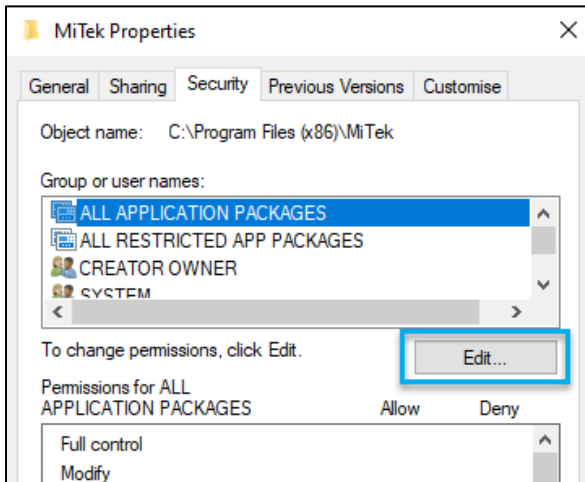 MiTek Properties
General Sharing Security Previous Versions Customise
Object name: C:\Program Files (x86)\MiTek
Group or user names:
ALL APPLICATION PACKAGES
ALL RESTRICTED APP PACKAGES
CREATOR OWNER
SYSTEM
To change permissions, click Edit.
Edit...
Permissions for ALL
APPLICATION PACKAGES Allow Deny
Full control
Modify